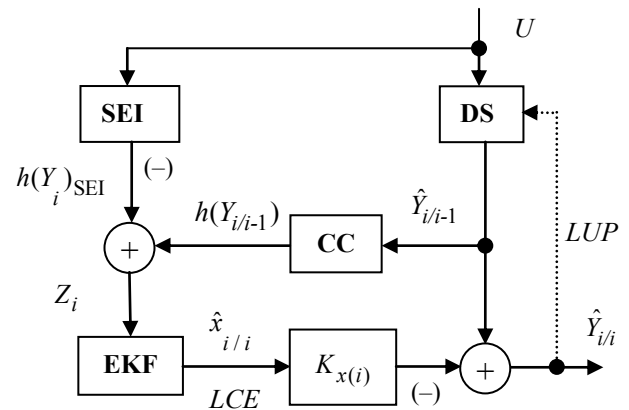 U
SEI
DS
h(Y_i)_SEI
(–)
h(Y_{i/i-1})
CC
Ŷ_{i/i-1}
LUP
+
Z_i
x̂_{i/i}
Ŷ_{i/i}
EKF
LCE
K_{x(i)}
(–)
+